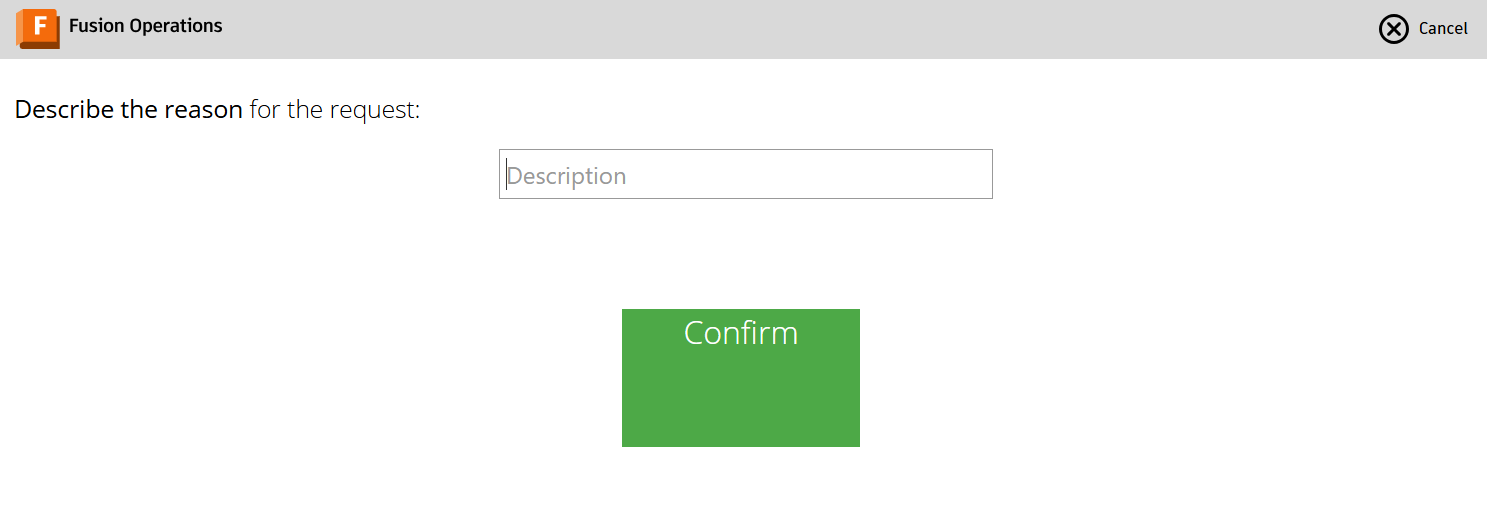 F Fusion Operations
Cancel
Describe the reason for the request:
Description
Confirm